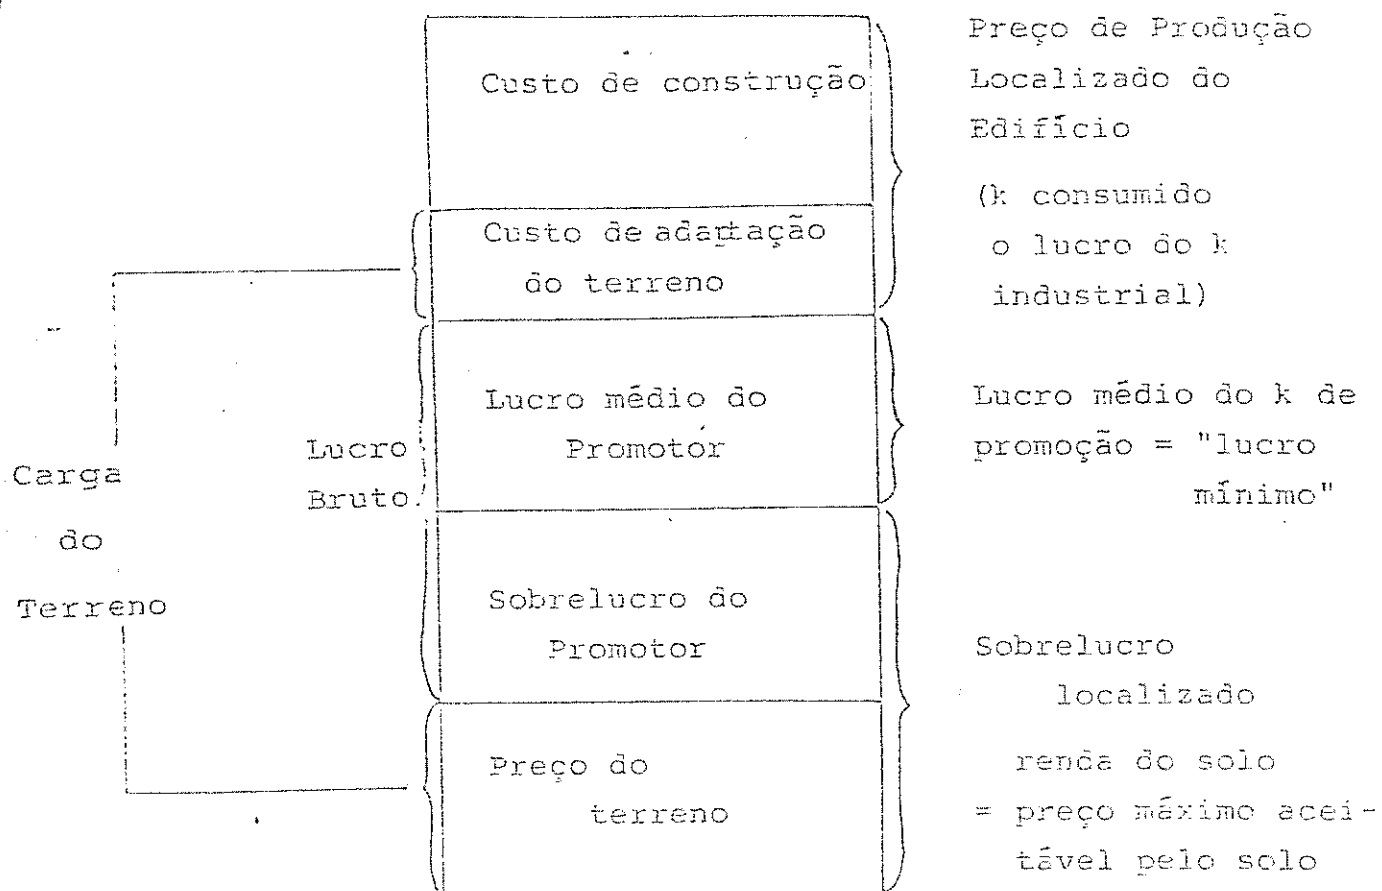 Custo de construção
Custo de adaptação
do terreno
Lucro médio do
Promotor
Sobrelucro do
Promotor
Preço do
terreno
Carga
do
Terreno
Lucro
Bruto
Preço de Produção
Localizado do
Edifício
(k consumido
o lucro do k
industrial)
Lucro médio do k de
promoção = "lucro
mínimo"
Sobrelucro
localizado
renda do solo
= preço máximo acei-
tável pelo solo